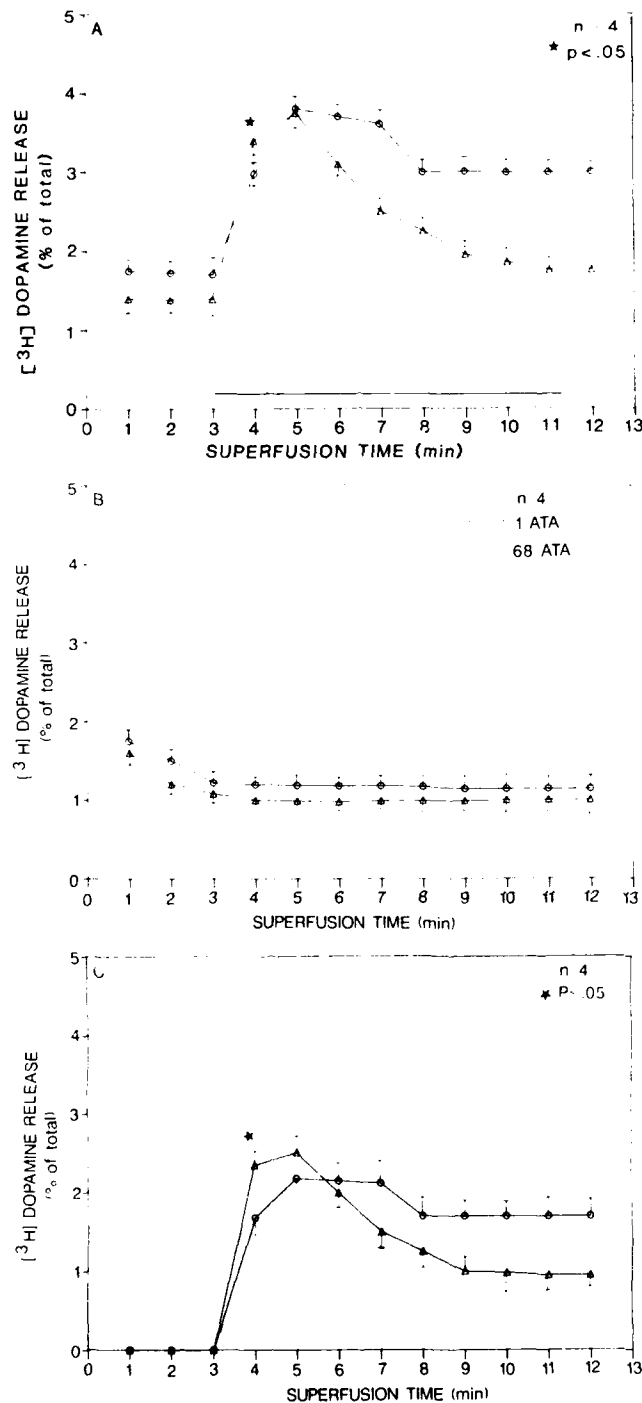 A
n 4
★ p<.05
[³H] DOPAMINE RELEASE
(% of total)
5
4
3
2
1
0
0 1 2 3 4 5 6 7 8 9 10 11 12 13
SUPERFUSION TIME (min)
B
n 4
1 ATA
68 ATA
[³H] DOPAMINE RELEASE
(% of total)
5
4
3
2
1
0
0 1 2 3 4 5 6 7 8 9 10 11 12 13
SUPERFUSION TIME (min)
C
n 4
★ P .05
[³H] DOPAMINE RELEASE
(% of total)
5
4
3
2
1
0
0 1 2 3 4 5 6 7 8 9 10 11 12 13
SUPERFUSION TIME (min)